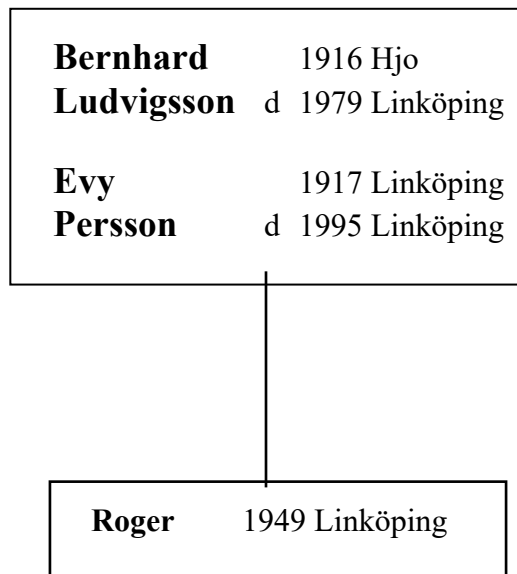 Bernhard 1916 Hjo
Ludvigsson d 1979 Linköping
Evy 1917 Linköping
Persson d 1995 Linköping
Roger 1949 Linköping